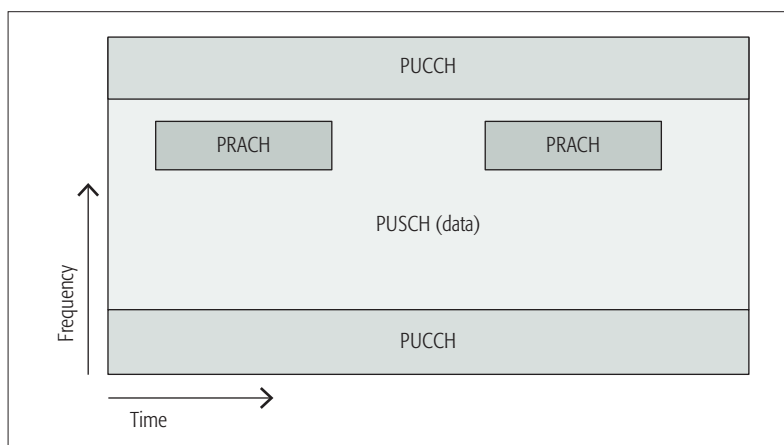 PUCCH
PRACH PRACH
PUSCH (data)
Frequency
PUCCH
Time